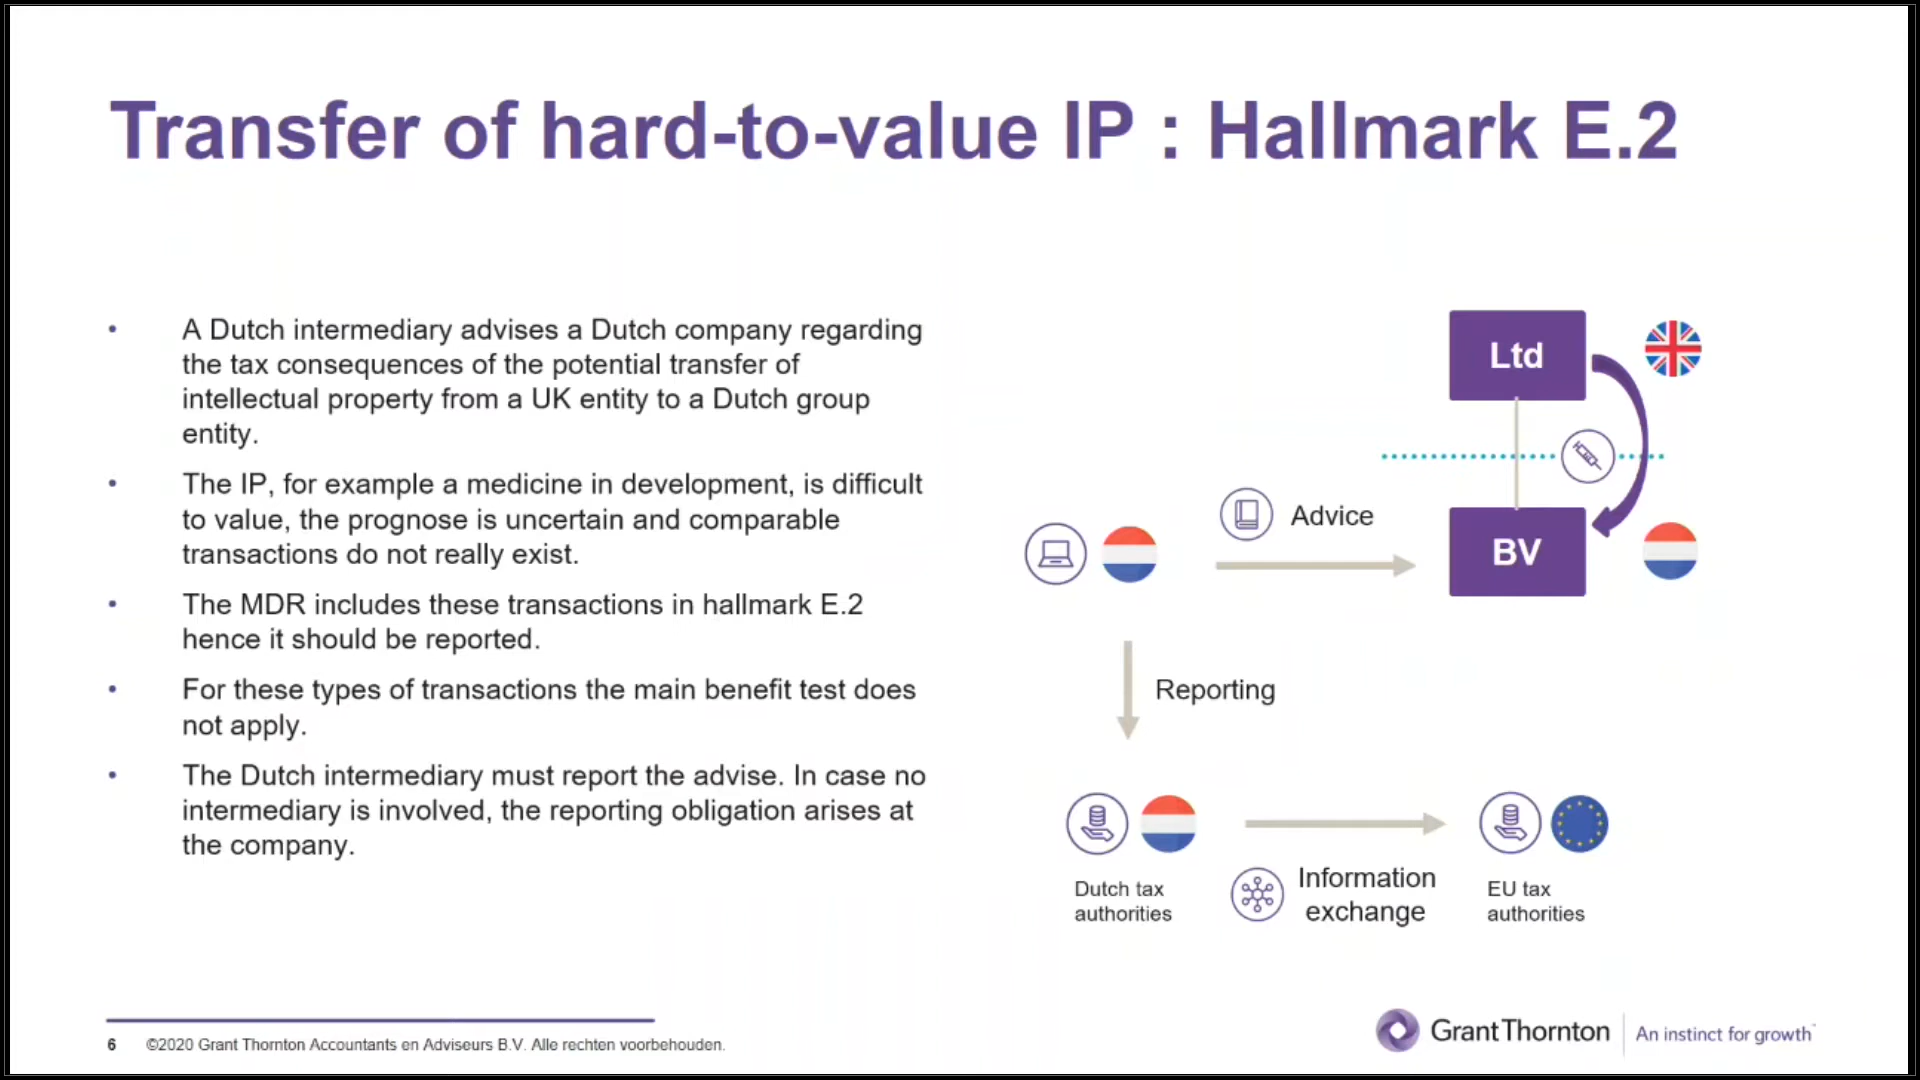 Transfer of hard-to-value IP : Hallmark E.2
• A Dutch intermediary advises a Dutch company regarding
the tax consequences of the potential transfer of
intellectual property from a UK entity to a Dutch group
entity.
• The IP, for example a medicine in development, is difficult
to value, the prognose is uncertain and comparable
transactions do not really exist.
• The MDR includes these transactions in hallmark E.2
hence it should be reported.
• For these types of transactions the main benefit test does
not apply.
• The Dutch intermediary must report the advise. In case no
intermediary is involved, the reporting obligation arises at
the company.
Ltd
Advice
BV
Reporting
Dutch tax
authorities
Information
exchange
EU tax
authorities
6 ©2020 Grant Thornton Accountants en Adviseurs B.V. Alle rechten voorbehouden.
GrantThornton An instinct for growth™